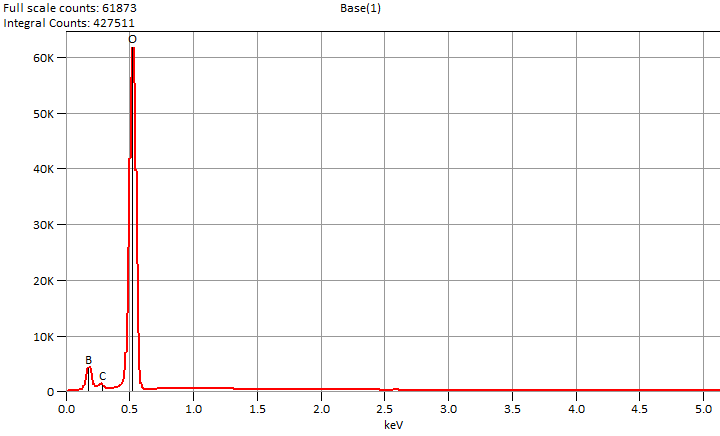 Full scale counts: 61873
Base(1)
Integral Counts: 427511
O
60K
50K
40K
30K
20K
10K
B
C
0
0.0 0.5 1.0 1.5 2.0 2.5 3.0 3.5 4.0 4.5 5.0
keV